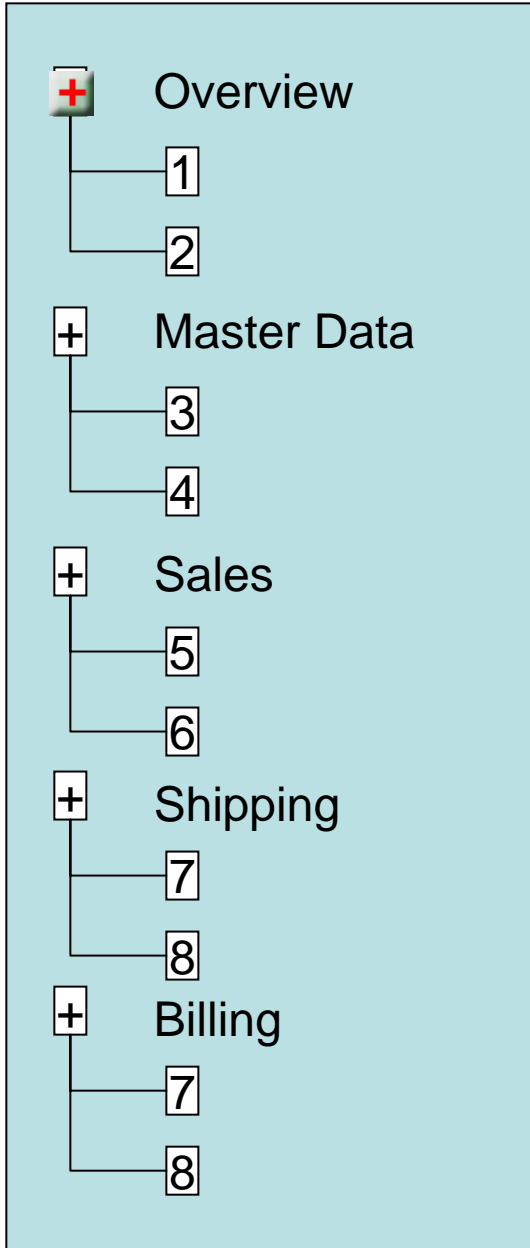 + Overview
1
2
+ Master Data
3
4
+ Sales
5
6
+ Shipping
7
8
+ Billing
7
8